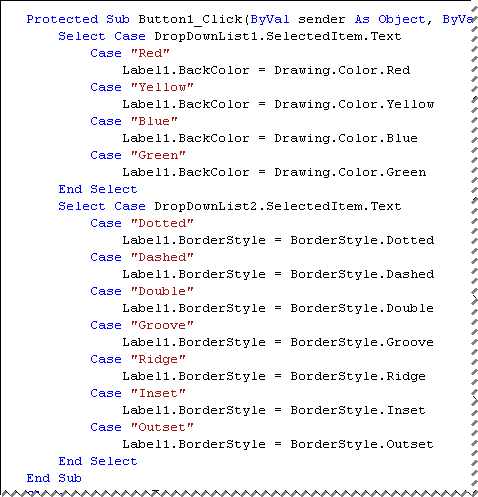 Protected Sub Button1_Click(ByVal sender As Object, ByVa
Select Case DropDownList1.SelectedItem.Text
Case "Red"
Label1.BackColor = Drawing.Color.Red
Case "Yellow"
Label1.BackColor = Drawing.Color.Yellow
Case "Blue"
Label1.BackColor = Drawing.Color.Blue
Case "Green"
Label1.BackColor = Drawing.Color.Green
End Select
Select Case DropDownList2.SelectedItem.Text
Case "Dotted"
Label1.BorderStyle = BorderStyle.Dotted
Case "Dashed"
Label1.BorderStyle = BorderStyle.Dashed
Case "Double"
Label1.BorderStyle = BorderStyle.Double
Case "Groove"
Label1.BorderStyle = BorderStyle.Groove
Case "Ridge"
Label1.BorderStyle = BorderStyle.Ridge
Case "Inset"
Label1.BorderStyle = BorderStyle.Inset
Case "Outset"
Label1.BorderStyle = BorderStyle.Outset
End Select
End Sub